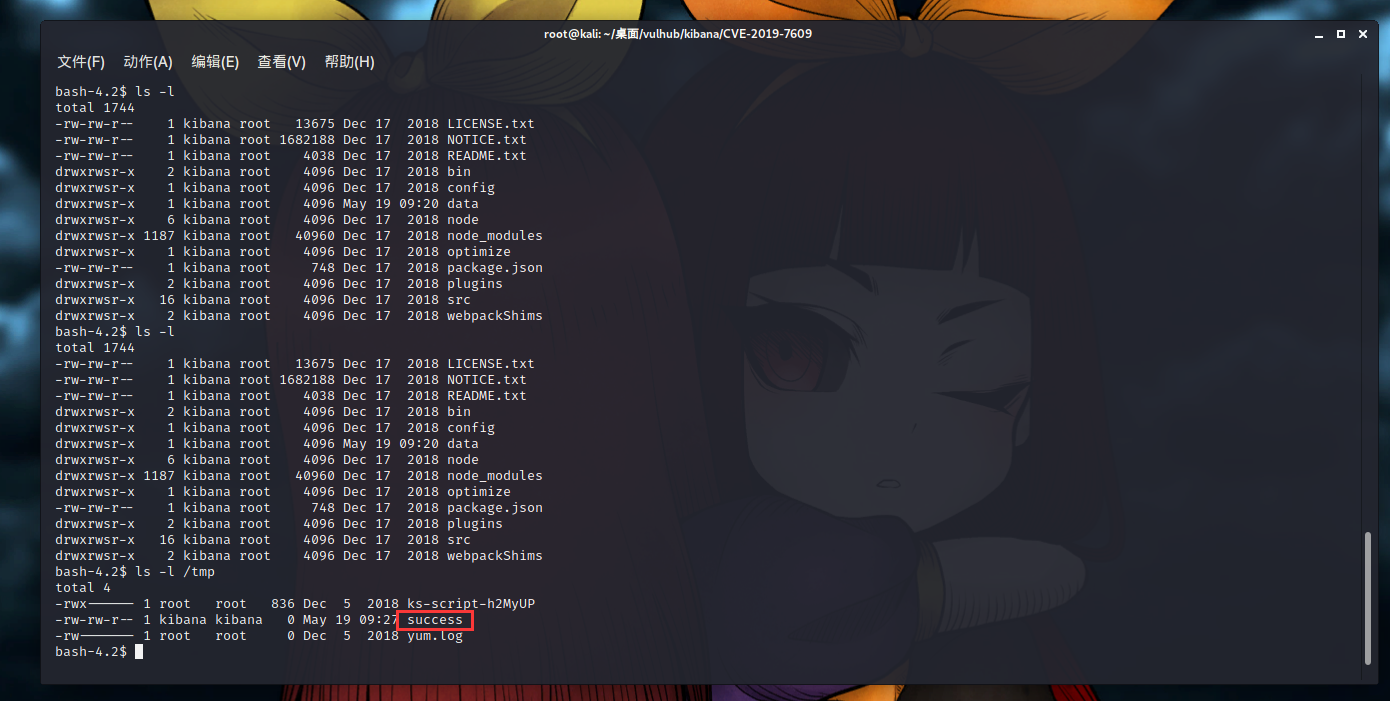 root@kali: ~/桌面/vulhub/kibana/CVE-2019-7609
文件(F) 动作(A) 编辑(E) 查看(V) 帮助(H)
bash-4.2$ ls -l
total 1744
-rw-rw-r-- 1 kibana root 13675 Dec 17 2018 LICENSE.txt
-rw-rw-r-- 1 kibana root 1682188 Dec 17 2018 NOTICE.txt
-rw-rw-r-- 1 kibana root 4038 Dec 17 2018 README.txt
drwxrwsr-x 2 kibana root 4096 Dec 17 2018 bin
drwxrwsr-x 1 kibana root 4096 Dec 17 2018 config
drwxrwsr-x 1 kibana root 4096 May 19 09:20 data
drwxrwsr-x 6 kibana root 4096 Dec 17 2018 node
drwxrwsr-x 1187 kibana root 40960 Dec 17 2018 node_modules
drwxrwsr-x 1 kibana root 4096 Dec 17 2018 optimize
-rw-rw-r-- 1 kibana root 748 Dec 17 2018 package.json
drwxrwsr-x 2 kibana root 4096 Dec 17 2018 plugins
drwxrwsr-x 16 kibana root 4096 Dec 17 2018 src
drwxrwsr-x 2 kibana root 4096 Dec 17 2018 webpackShims
bash-4.2$ ls -l
total 1744
-rw-rw-r-- 1 kibana root 13675 Dec 17 2018 LICENSE.txt
-rw-rw-r-- 1 kibana root 1682188 Dec 17 2018 NOTICE.txt
-rw-rw-r-- 1 kibana root 4038 Dec 17 2018 README.txt
drwxrwsr-x 2 kibana root 4096 Dec 17 2018 bin
drwxrwsr-x 1 kibana root 4096 Dec 17 2018 config
drwxrwsr-x 1 kibana root 4096 May 19 09:20 data
drwxrwsr-x 6 kibana root 4096 Dec 17 2018 node
drwxrwsr-x 1187 kibana root 40960 Dec 17 2018 node_modules
drwxrwsr-x 1 kibana root 4096 Dec 17 2018 optimize
-rw-rw-r-- 1 kibana root 748 Dec 17 2018 package.json
drwxrwsr-x 2 kibana root 4096 Dec 17 2018 plugins
drwxrwsr-x 16 kibana root 4096 Dec 17 2018 src
drwxrwsr-x 2 kibana root 4096 Dec 17 2018 webpackShims
bash-4.2$ ls -l /tmp
total 4
-rwx------ 1 root root 836 Dec 5 2018 ks-script-h2MyUP
-rw-rw-r-- 1 kibana kibana 0 May 19 09:27 success
-rw------- 1 root root 0 Dec 5 2018 yum.log
bash-4.2$